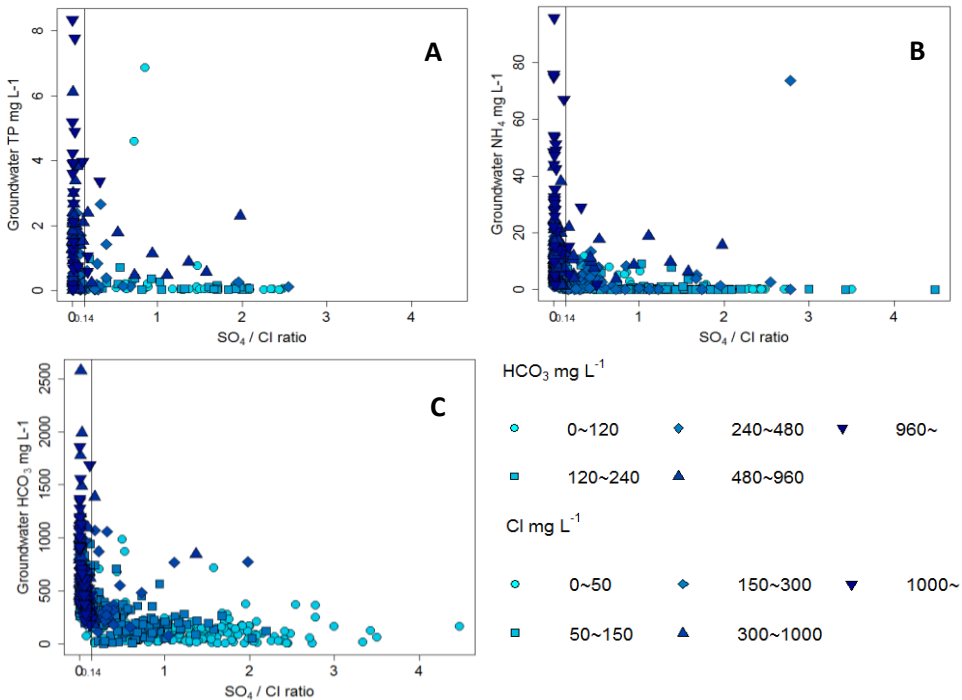 A
Groundwater TP mg L-1
8
6
4
2
0
0 0.14 1 2 3 4
SO₄ / Cl ratio
B
Groundwater NH₄ mg L-1
80
60
40
20
0
0 0.14 1 2 3 4
SO₄ / Cl ratio
C
Groundwater HCO₃ mg L-1
2500
2000
1500
1000
500
0
0 0.14 1 2 3 4
SO₄ / Cl ratio
HCO₃ mg L⁻¹
0~120 240~480 960~
120~240 480~960
Cl mg L⁻¹
0~50 150~300 1000~
50~150 300~1000